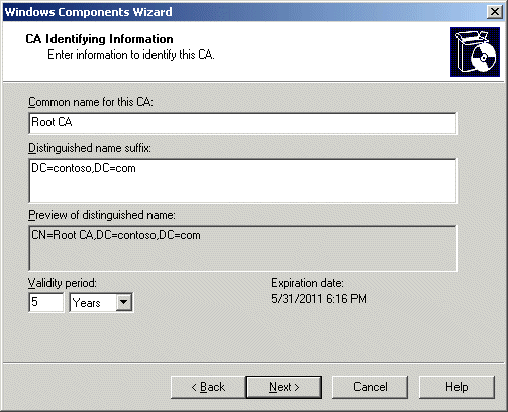 Windows Components Wizard
CA Identifying Information
Enter information to identify this CA.
Common name for this CA:
Root CA
Distinguished name suffix:
DC=contoso,DC=com
Preview of distinguished name:
CN=Root CA,DC=contoso,DC=com
Validity period: Expiration date:
5 Years 5/31/2011 6:16 PM
< Back Next > Cancel Help